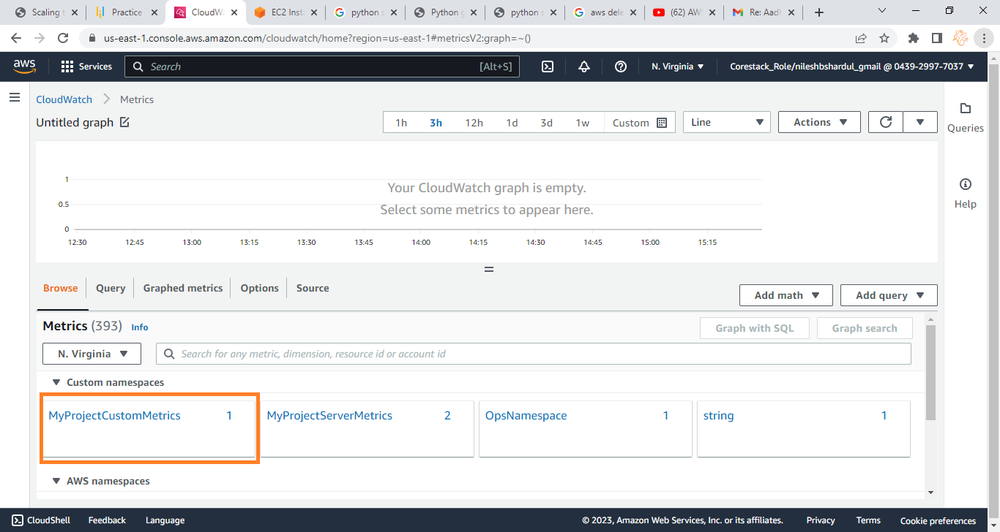 Scaling t
Practice
CloudWa
EC2 Inst
python s
Python g
python s
aws dele
(62) AW
Re: Aadh
us-east-1.console.aws.amazon.com/cloudwatch/home?region=us-east-1#metricsV2:graph=~()
aws
Services
Search
[Alt+S]
N. Virginia
Corestack_Role/nileshbshardul_gmail @ 0439-2997-7037
CloudWatch
Metrics
Untitled graph
1h
3h
12h
1d
3d
1w
Custom
Line
Actions
Queries
Help
Your CloudWatch graph is empty.
Select some metrics to appear here.
1
0.5
0
12:30
12:45
13:00
13:15
13:30
13:45
14:00
14:15
14:30
14:45
15:00
15:15
Browse
Query
Graphed metrics
Options
Source
Add math
Add query
Metrics (393)
Info
Graph with SQL
Graph search
N. Virginia
Search for any metric, dimension, resource id or account id
Custom namespaces
MyProjectCustomMetrics 1
MyProjectServerMetrics 2
OpsNamespace 1
string 1
AWS namespaces
CloudShell
Feedback
Language
© 2023, Amazon Web Services, Inc. or its affiliates.
Privacy
Terms
Cookie preferences